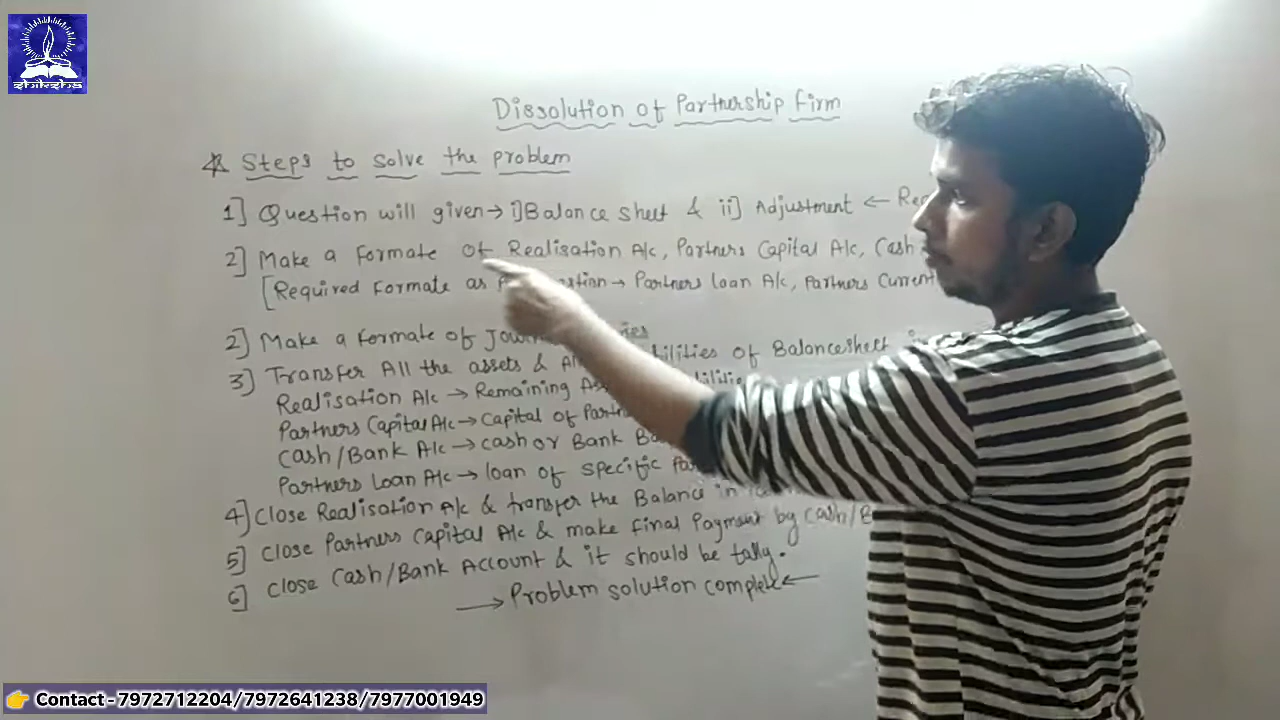 shiksha
Dissolution of Partnership firm
Steps to solve the problem
1] Question will given → i] Balance sheet & ii] Adjustment ←
2] Make a Formate of Realisation A/c, Partners Capital A/c, Cash
[Required Formate as → Partners loan A/c, Partners Current
2] Make a Formate of
3] Transfer All the assets & of Balancesheet
Realisation A/c → Remaining
Partners Capital A/c → Capital of
Cash/Bank A/c → cash or Bank
Partners Loan A/c → loan of specific
4] Close Realisation A/c & transfer the Balance in
5] Close Partners Capital A/c & make final Payment by cash/
6] Close Cash/Bank Account & it should be tally.
→ Problem solution complete ←
Contact - 7972712204/7972641238/7977001949